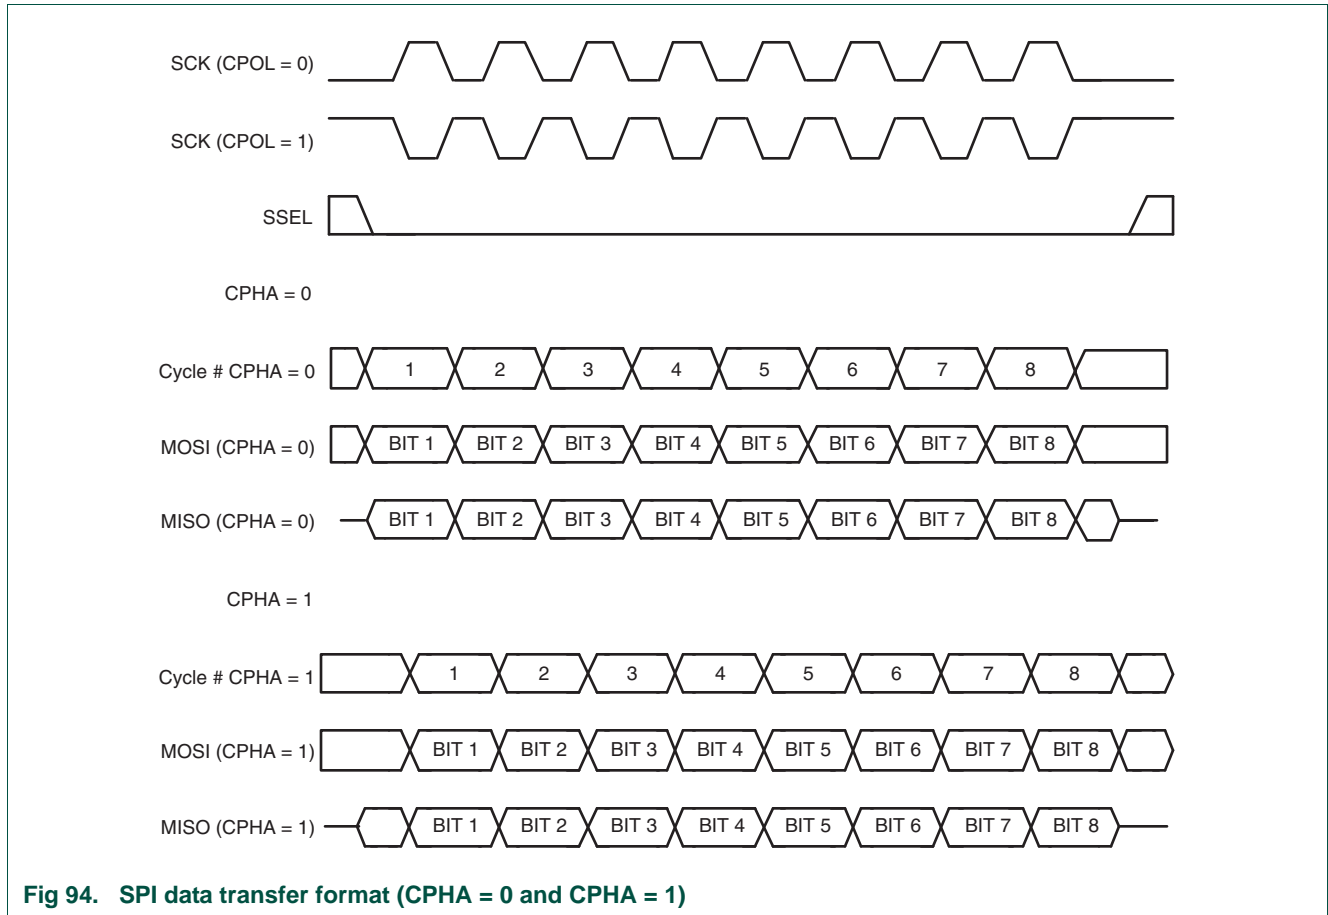 SCK (CPOL = 0)
SCK (CPOL = 1)
SSEL
CPHA = 0
Cycle # CPHA = 0 1 2 3 4 5 6 7 8
MOSI (CPHA = 0) BIT 1 BIT 2 BIT 3 BIT 4 BIT 5 BIT 6 BIT 7 BIT 8
MISO (CPHA = 0) BIT 1 BIT 2 BIT 3 BIT 4 BIT 5 BIT 6 BIT 7 BIT 8
CPHA = 1
Cycle # CPHA = 1 1 2 3 4 5 6 7 8
MOSI (CPHA = 1) BIT 1 BIT 2 BIT 3 BIT 4 BIT 5 BIT 6 BIT 7 BIT 8
MISO (CPHA = 1) BIT 1 BIT 2 BIT 3 BIT 4 BIT 5 BIT 6 BIT 7 BIT 8
Fig 94. SPI data transfer format (CPHA = 0 and CPHA = 1)